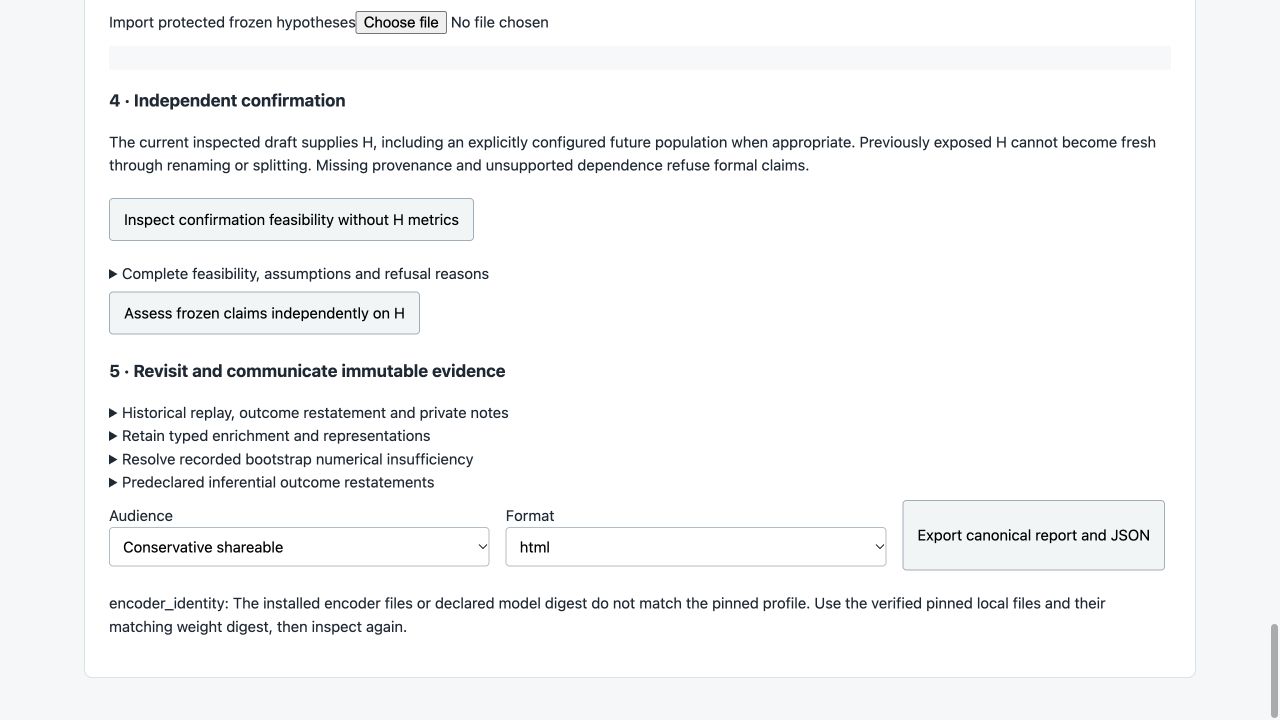 Import protected frozen hypotheses Choose file No file chosen
4 · Independent confirmation
The current inspected draft supplies H, including an explicitly configured future population when appropriate. Previously exposed H cannot become fresh
through renaming or splitting. Missing provenance and unsupported dependence refuse formal claims.
Inspect confirmation feasibility without H metrics
Complete feasibility, assumptions and refusal reasons
Assess frozen claims independently on H
5 · Revisit and communicate immutable evidence
Historical replay, outcome restatement and private notes
Retain typed enrichment and representations
Resolve recorded bootstrap numerical insufficiency
Predeclared inferential outcome restatements
Audience Format
Conservative shareable html Export canonical report and JSON
encoder_identity: The installed encoder files or declared model digest do not match the pinned profile. Use the verified pinned local files and their
matching weight digest, then inspect again.